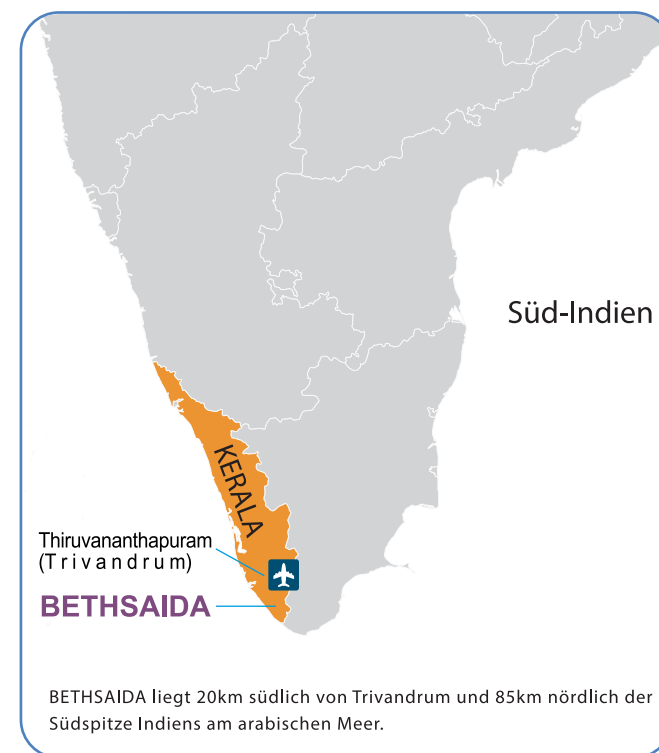 Süd-Indien
KERALA
Thiruvananthapuram
(Trivandrum)
BETHSAIDA
BETHSAIDA liegt 20km südlich von Trivandrum und 85km nördlich der
Südspitze Indiens am arabischen Meer.